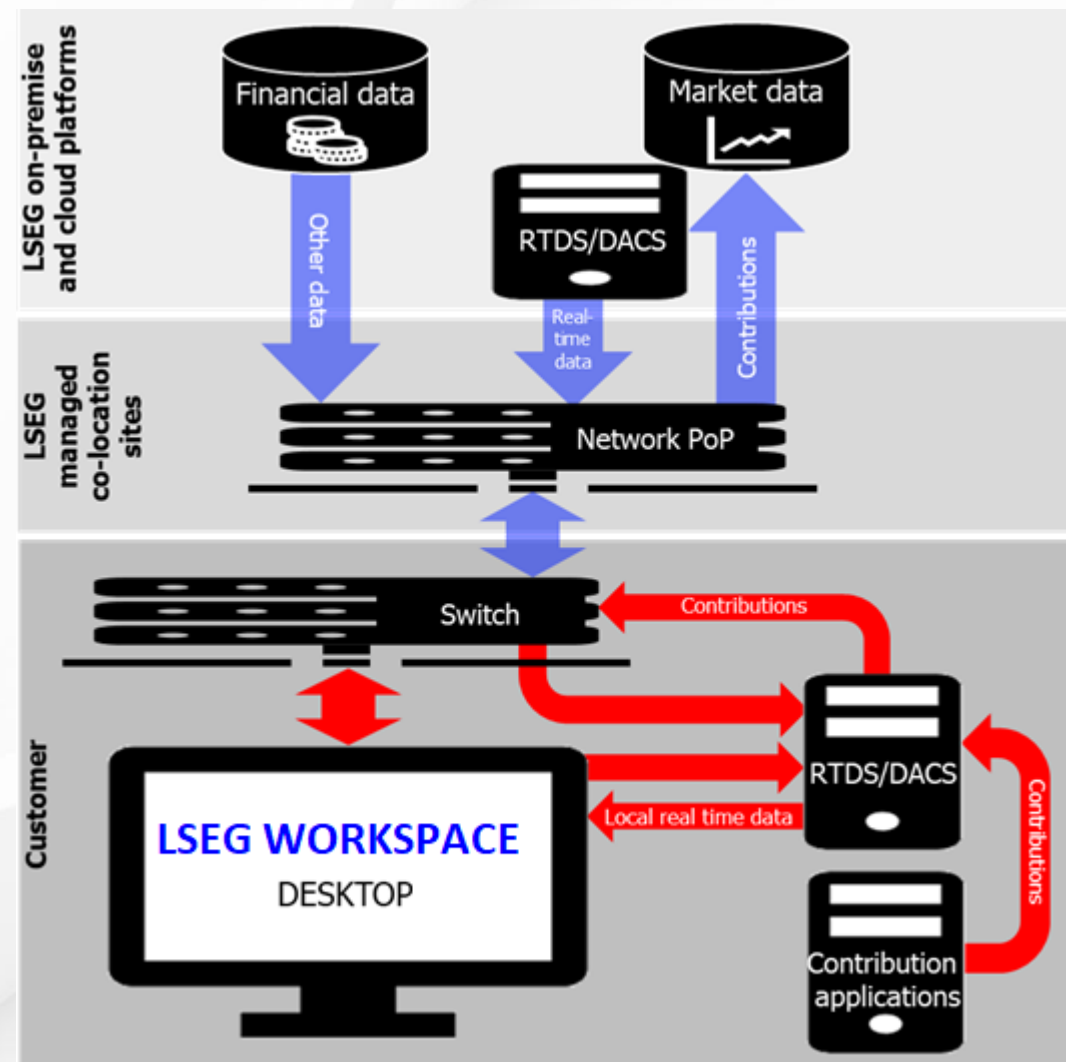 LSEG on-premise
and cloud platforms
Financial data
Market data
RTDS/DACS
Other data
Real-
time
data
Contributions
LSEG
managed
co-location
sites
Network PoP
Customer
Switch
Contributions
RTDS/DACS
Local real time data
Contributions
LSEG WORKSPACE
DESKTOP
Contribution
applications